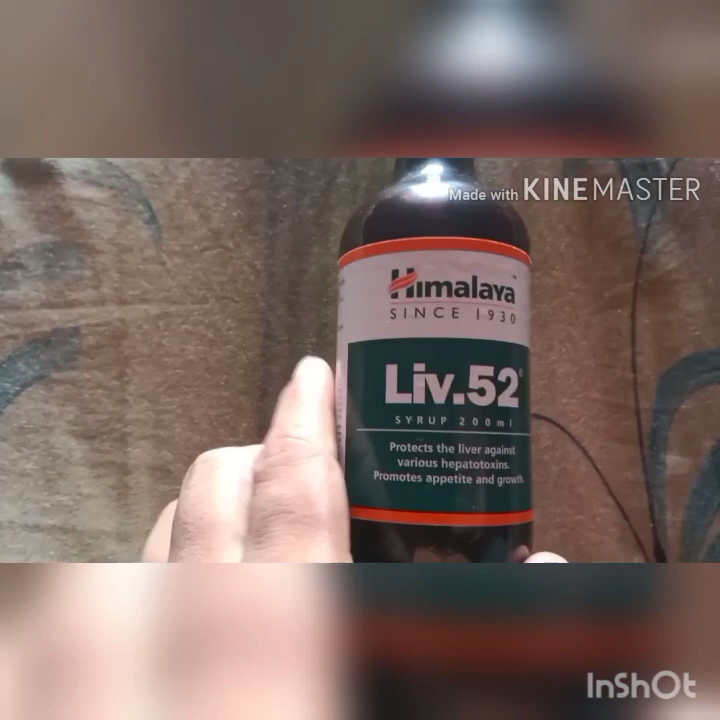 Made with KINEMASTER
Himalaya
SINCE 1930
Liv.52
SYRUP 200ml
Protects the liver against
various hepatotoxins.
Promotes appetite and growth.
InShOt